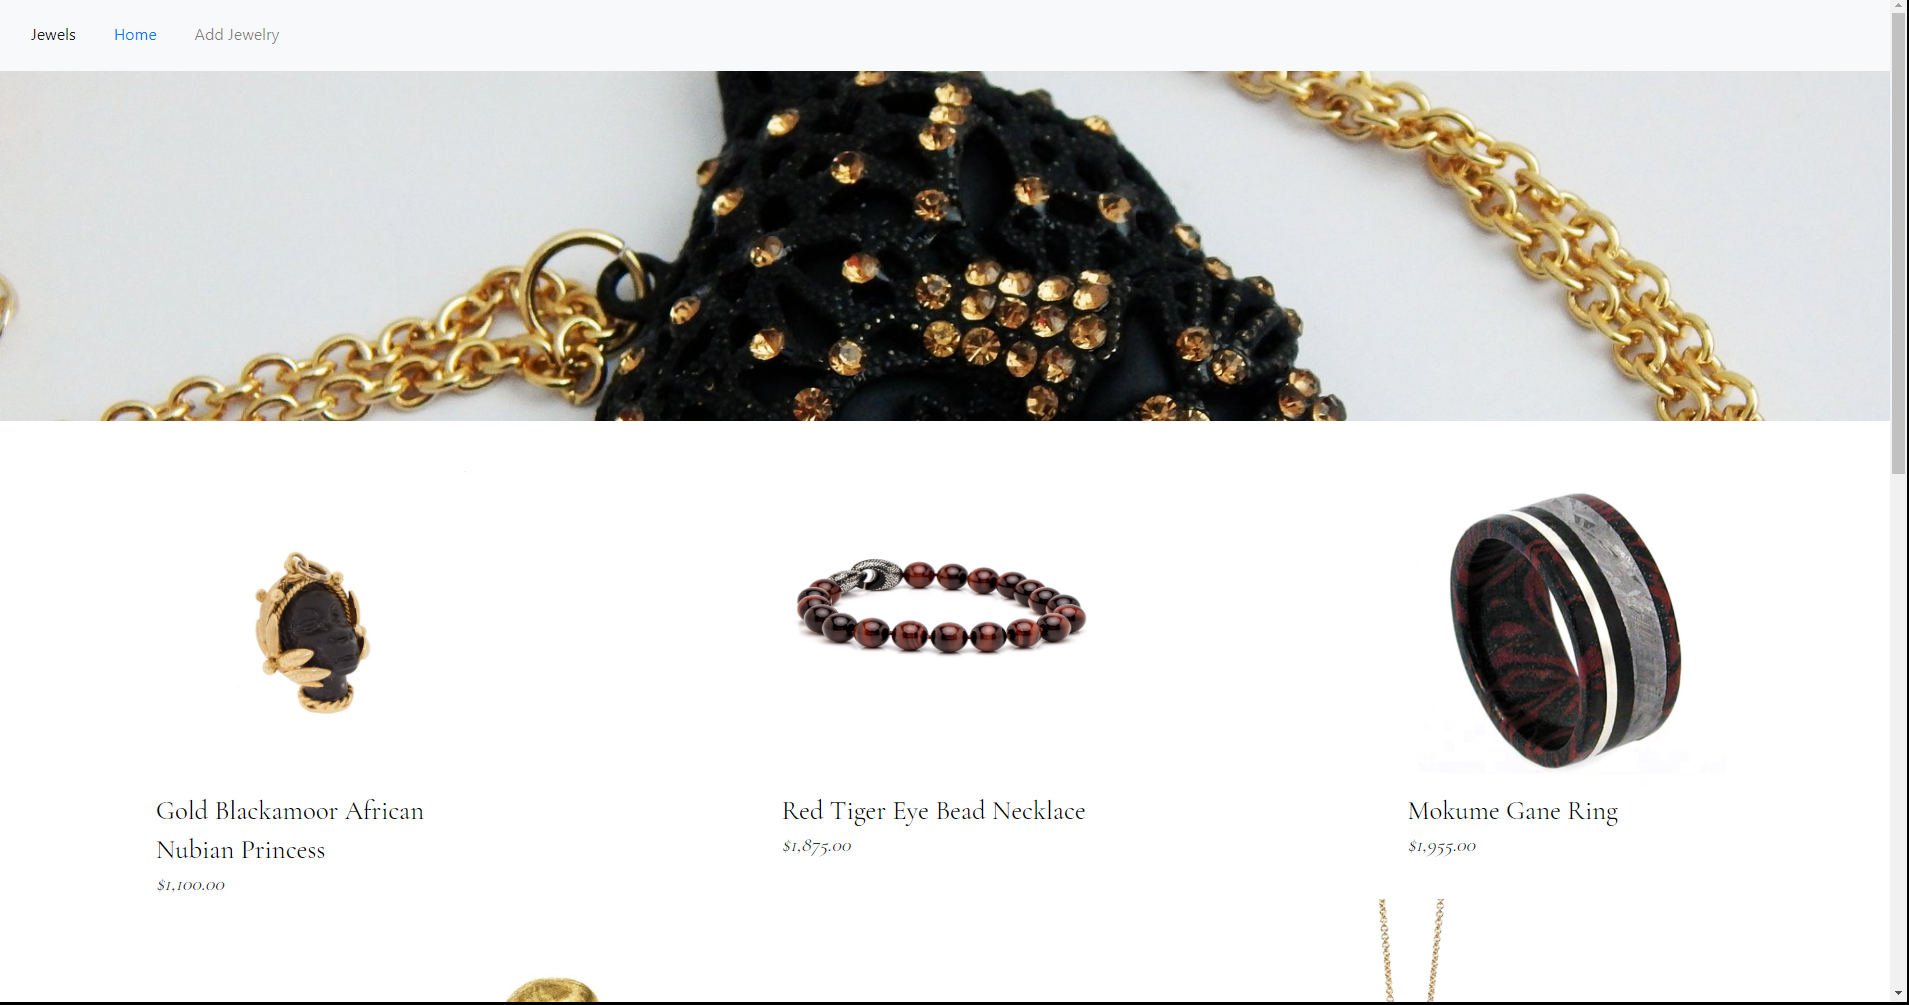 Jewels Home Add Jewelry
Gold Blackamoor African
Nubian Princess
$1,100.00
Red Tiger Eye Bead Necklace
$1,875.00
Mokume Gane Ring
$1,955.00